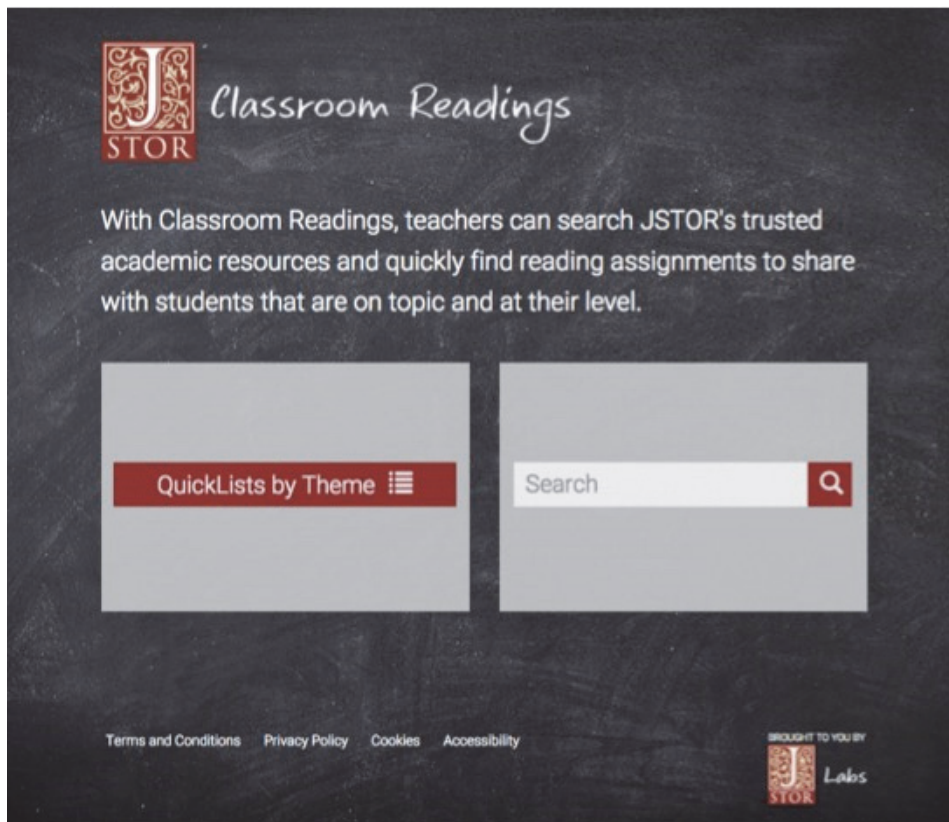 J
STOR
Classroom Readings
With Classroom Readings, teachers can search JSTOR's trusted
academic resources and quickly find reading assignments to share
with students that are on topic and at their level.
QuickLists by Theme
Search
Terms and Conditions Privacy Policy Cookies Accessibility
BROUGHT TO YOU BY
J
STOR
Labs